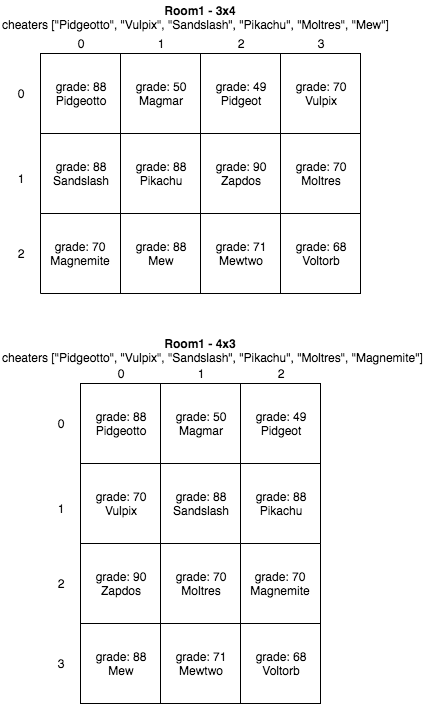 Room1 - 3x4
cheaters ["Pidgeotto", "Vulpix", "Sandslash", "Pikachu", "Moltres", "Mew"]
0 1 2 3
0
grade: 88 grade: 50 grade: 49 grade: 70
Pidgeotto Magmar Pidgeot Vulpix
1
grade: 88 grade: 88 grade: 90 grade: 70
Sandslash Pikachu Zapdos Moltres
2
grade: 70 grade: 88 grade: 71 grade: 68
Magnemite Mew Mewtwo Voltorb
Room1 - 4x3
cheaters ["Pidgeotto", "Vulpix", "Sandslash", "Pikachu", "Moltres", "Magnemite"]
0 1 2
0
grade: 88 grade: 50 grade: 49
Pidgeotto Magmar Pidgeot
1
grade: 70 grade: 88 grade: 88
Vulpix Sandslash Pikachu
2
grade: 90 grade: 70 grade: 70
Zapdos Moltres Magnemite
3
grade: 88 grade: 71 grade: 68
Mew Mewtwo Voltorb